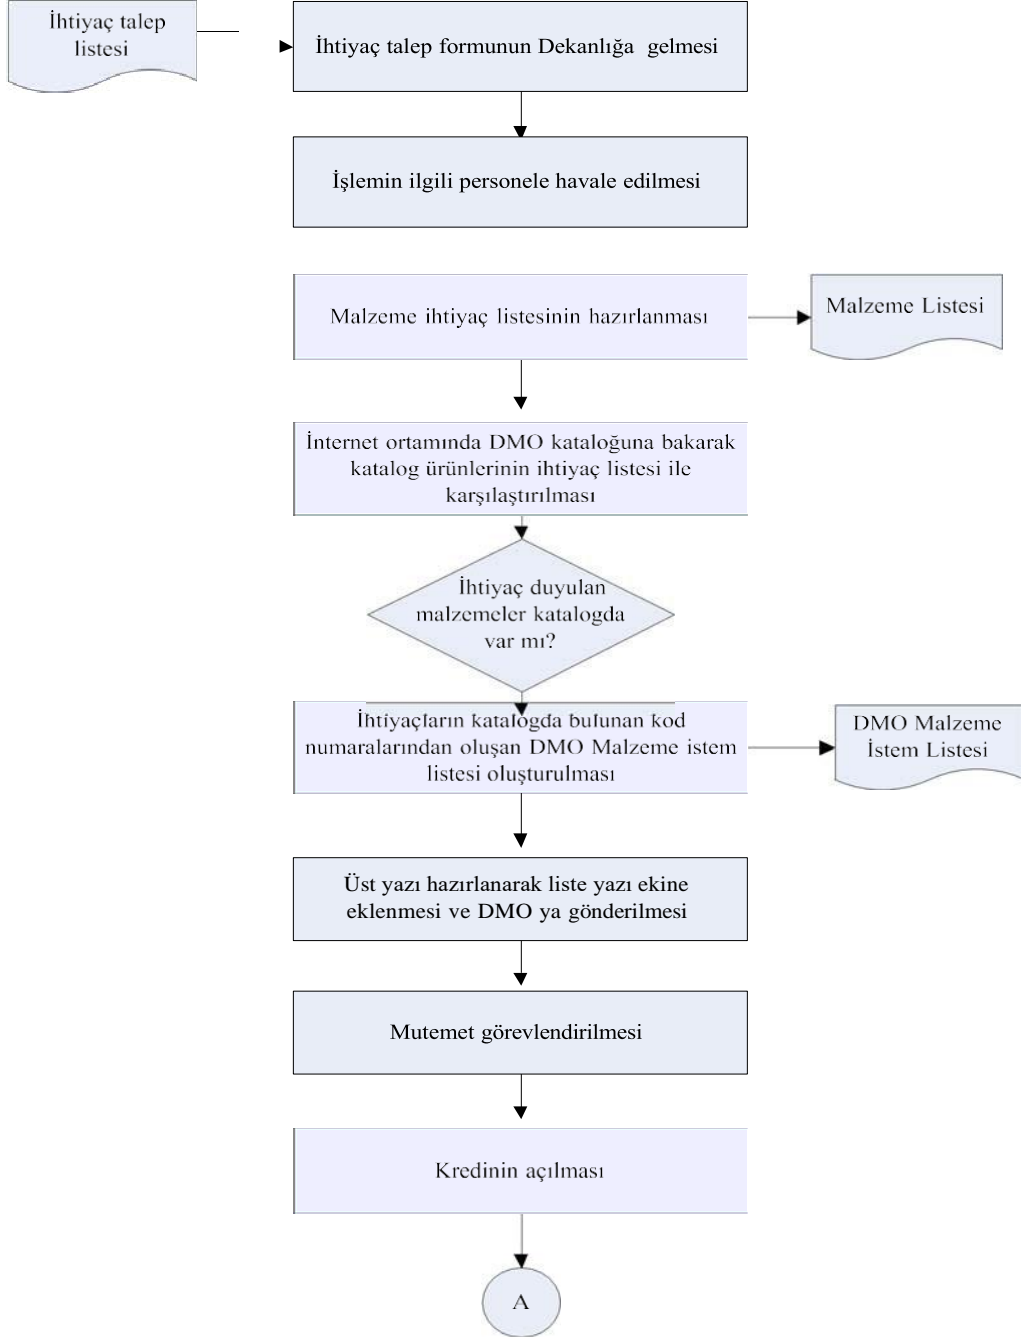 İhtiyaç talep
listesi
İhtiyaç talep formunun Dekanlığa gelmesi
İşlemin ilgili personele havale edilmesi
Malzeme ihtiyaç listesinin hazırlanması
Malzeme Listesi
İnternet ortamında DMO kataloğuna bakarak
katalog ürünlerinin ihtiyaç listesi ile
karşılaştırılması
İhtiyaç duyulan
malzemeler katalogda
var mı?
İhtiyaçların katalogda bulunan kod
numaralarından oluşan DMO Malzeme istem
listesi oluşturulması
DMO Malzeme
İstem Listesi
Üst yazı hazırlanarak liste yazı ekine
eklenmesi ve DMO ya gönderilmesi
Mutemet görevlendirilmesi
Kredinin açılması
A